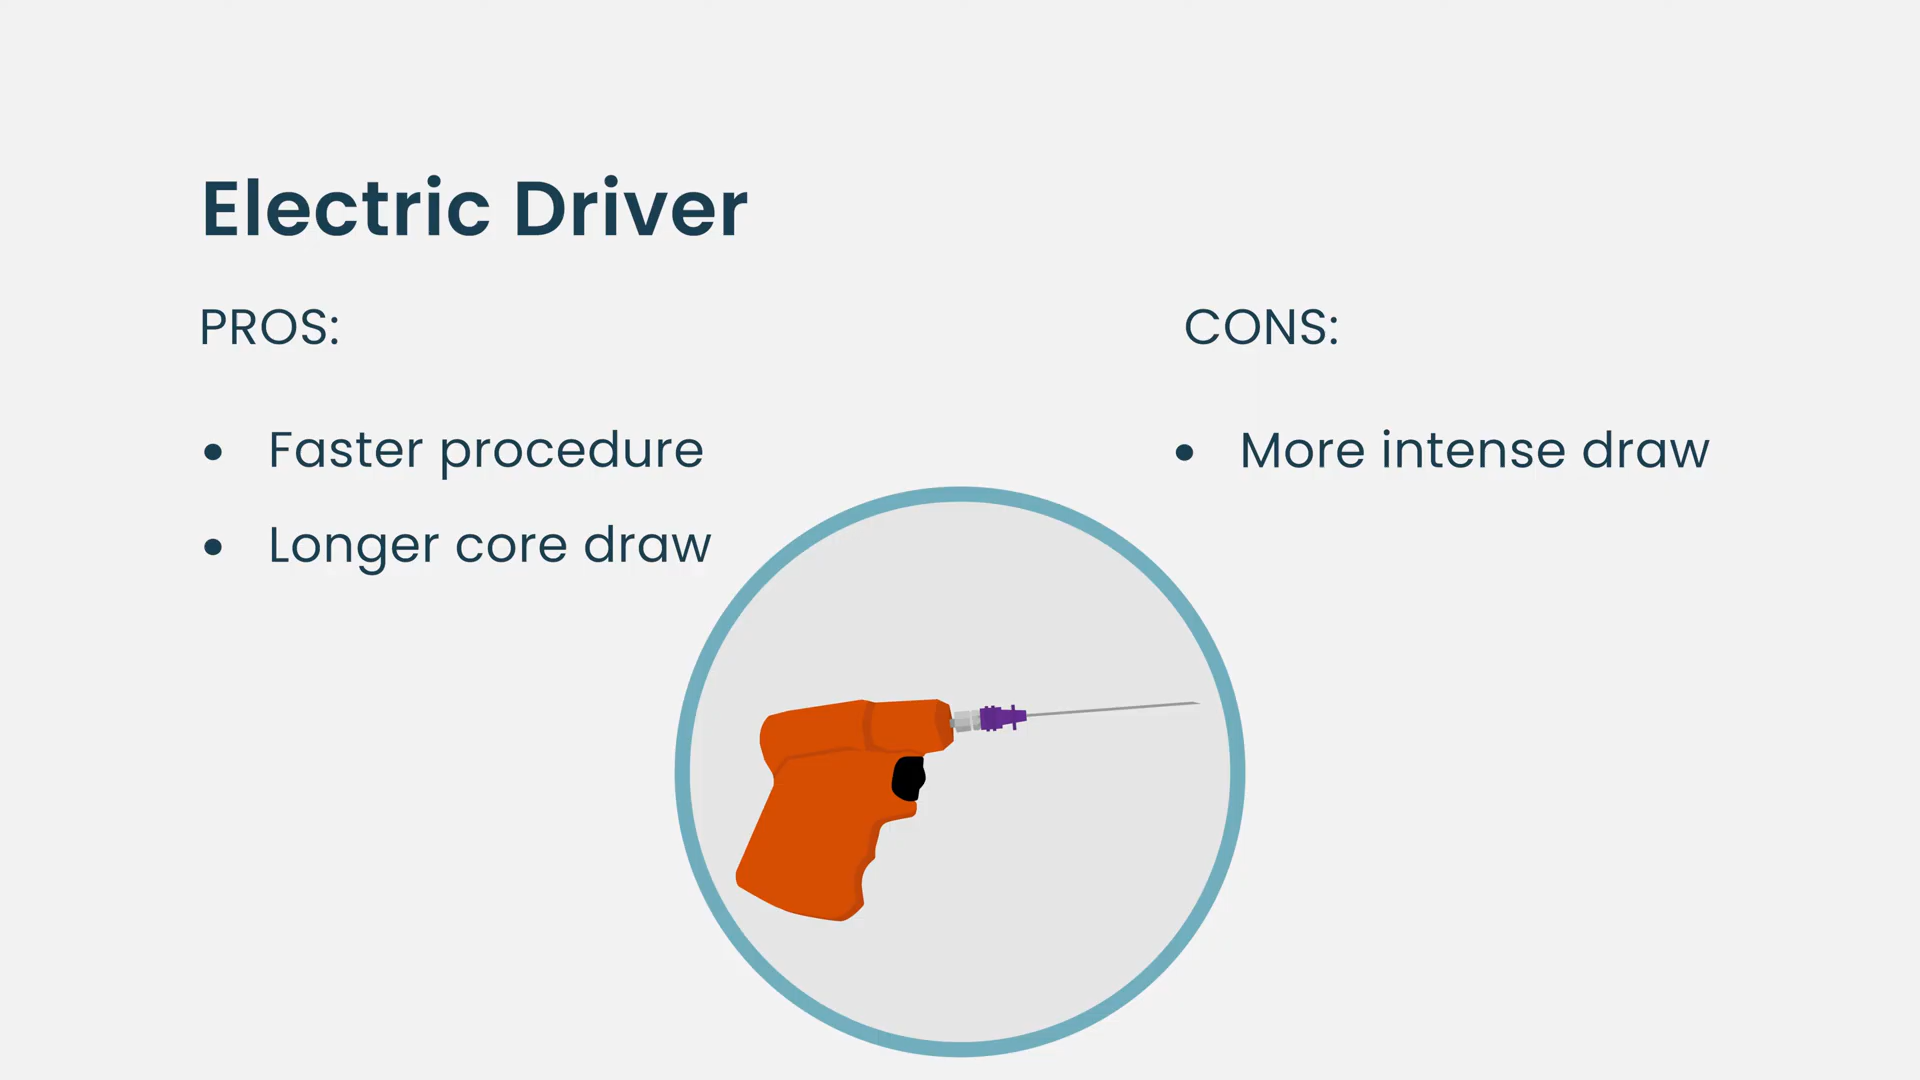 Electric Driver
PROS:
• Faster procedure
• Longer core draw
CONS:
• More intense draw